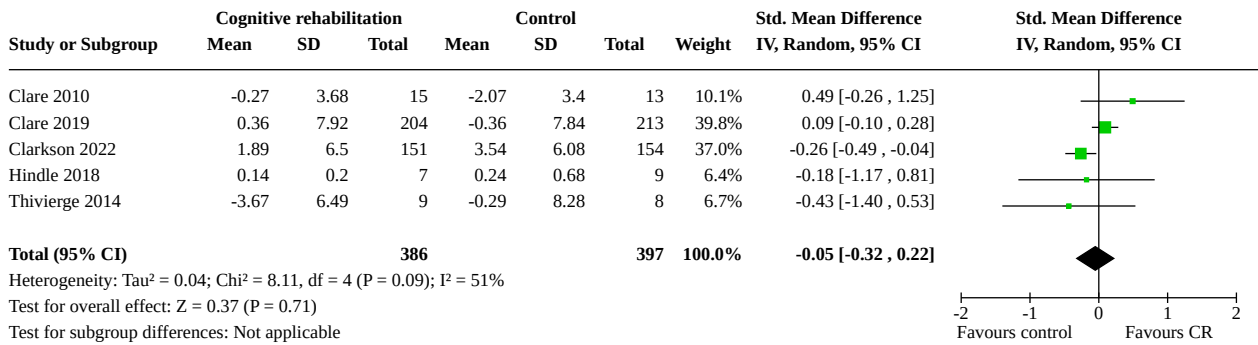 Cognitive rehabilitation Control Std. Mean Difference Std. Mean Difference
Study or Subgroup Mean SD Total Mean SD Total Weight IV, Random, 95% CI IV, Random, 95% CI
Clare 2010 -0.27 3.68 15 -2.07 3.4 13 10.1% 0.49 [-0.26 , 1.25]
Clare 2019 0.36 7.92 204 -0.36 7.84 213 39.8% 0.09 [-0.10 , 0.28]
Clarkson 2022 1.89 6.5 151 3.54 6.08 154 37.0% -0.26 [-0.49 , -0.04]
Hindle 2018 0.14 0.2 7 0.24 0.68 9 6.4% -0.18 [-1.17 , 0.81]
Thivierge 2014 -3.67 6.49 9 -0.29 8.28 8 6.7% -0.43 [-1.40 , 0.53]
Total (95% CI) 386 397 100.0% -0.05 [-0.32 , 0.22]
Heterogeneity: Tau² = 0.04; Chi² = 8.11, df = 4 (P = 0.09); I² = 51%
Test for overall effect: Z = 0.37 (P = 0.71)
Test for subgroup differences: Not applicable
-2 -1 0 1 2
Favours control Favours CR